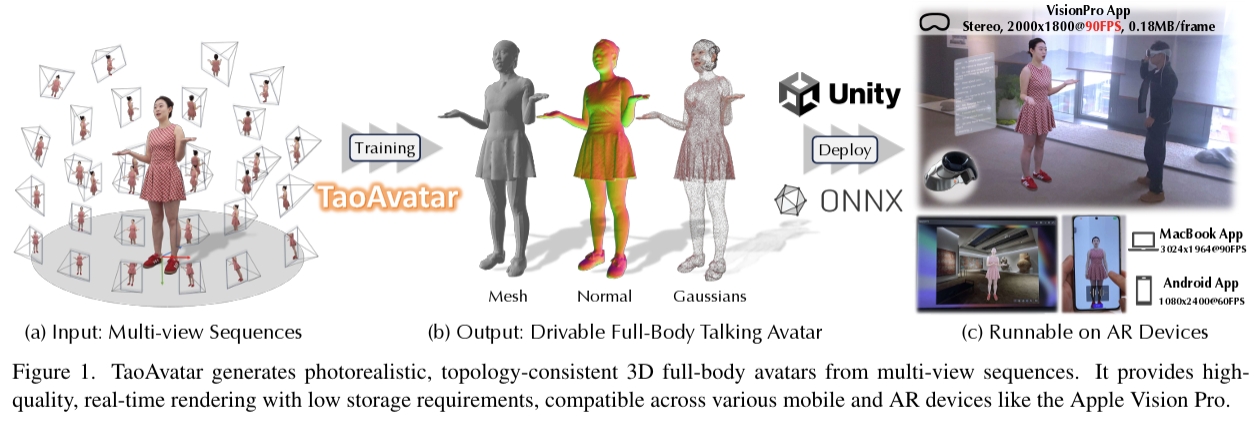 VisionPro App
Stereo, 2000x1800@90FPS, 0.18MB/frame
Training
TaoAvatar
Unity
Deploy
ONNX
Mesh
Normal
Gaussians
MacBook App
3024x1964@90FPS
Android App
1080x2400@60FPS
(a) Input: Multi-view Sequences
(b) Output: Drivable Full-Body Talking Avatar
(c) Runnable on AR Devices
Figure 1. TaoAvatar generates photorealistic, topology-consistent 3D full-body avatars from multi-view sequences. It provides high-
quality, real-time rendering with low storage requirements, compatible across various mobile and AR devices like the Apple Vision Pro.